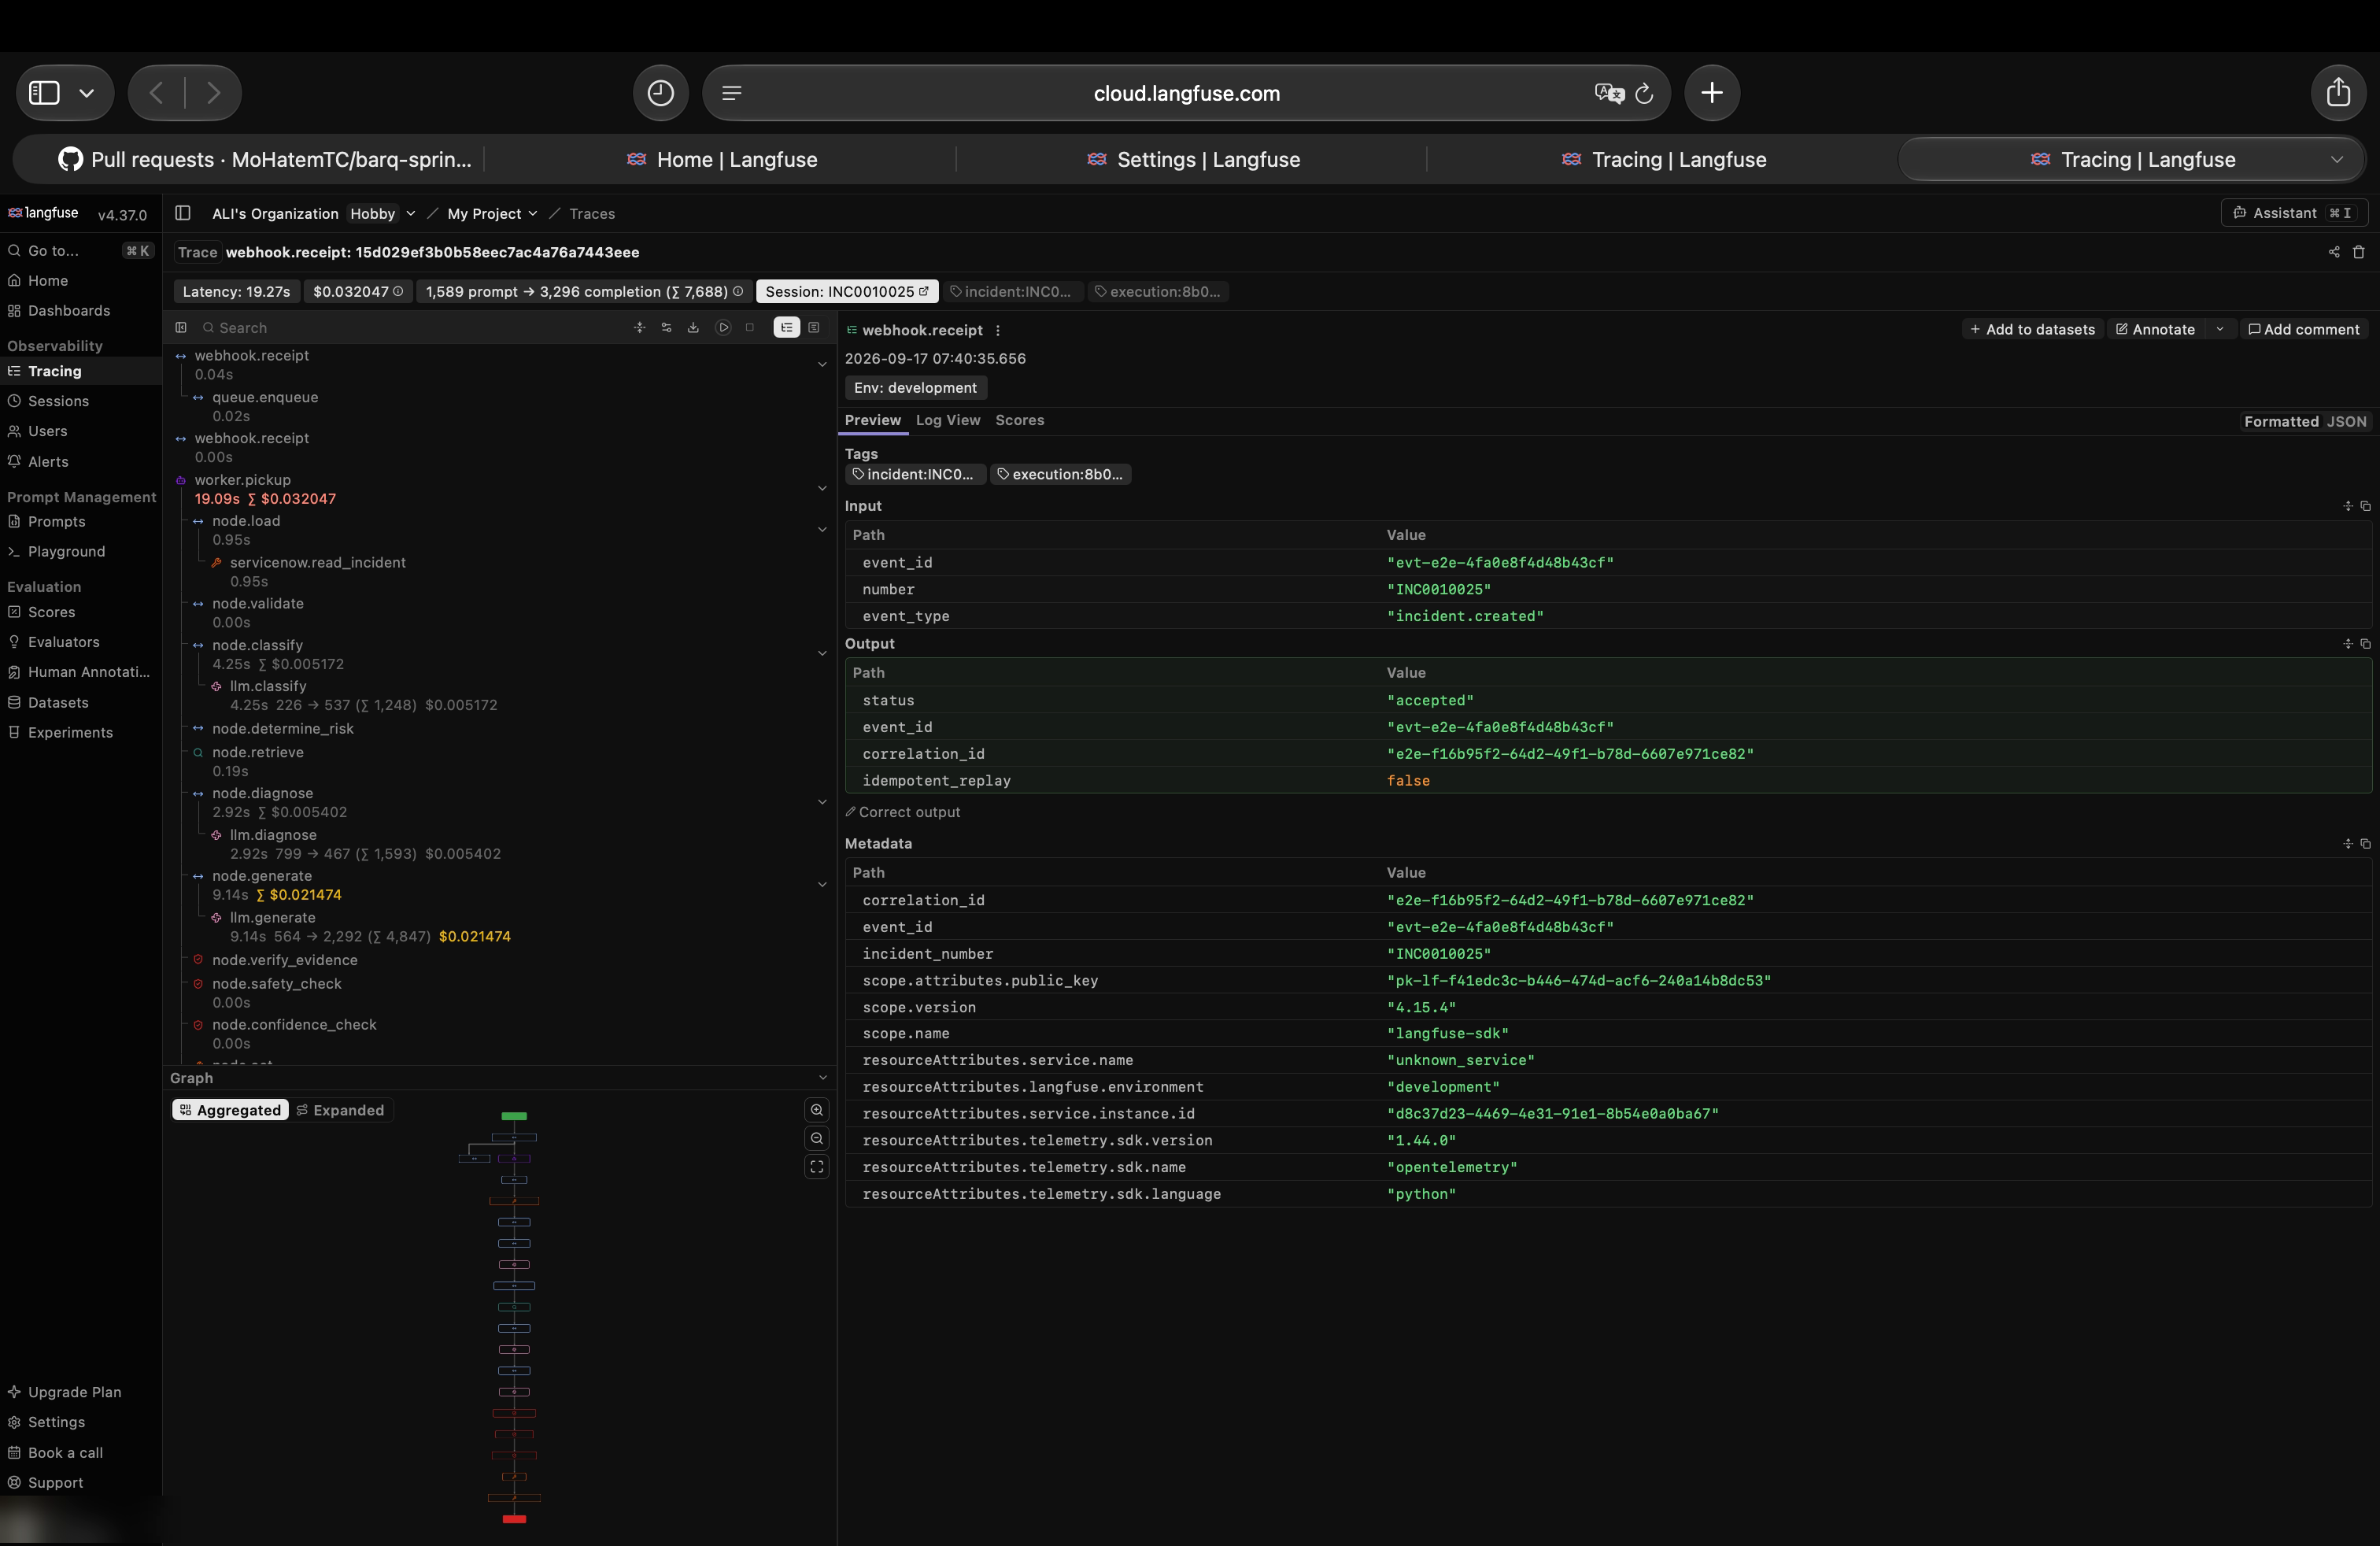 cloud.langfuse.com
Pull requests · MoHatemTC/barq-sprin...
Home | Langfuse
Settings | Langfuse
Tracing | Langfuse
Tracing | Langfuse
langfuse v4.37.0
ALI's Organization Hobby / My Project / Traces
Assistant ⌘ I
Go to... ⌘ K
Home
Dashboards
Observability
Tracing
Sessions
Users
Alerts
Prompt Management
Prompts
Playground
Evaluation
Scores
Evaluators
Human Annotati...
Datasets
Experiments
Upgrade Plan
Settings
Book a call
Support
Trace webhook.receipt: 15d029ef3b0b58eec7ac4a76a7443eee
Latency: 19.27s $0.032047 1,589 prompt → 3,296 completion (∑ 7,688) Session: INC0010025 incident:INC0... execution:8b0...
Search
webhook.receipt
0.04s
queue.enqueue
0.02s
webhook.receipt
0.00s
worker.pickup
19.09s ∑ $0.032047
node.load
0.95s
servicenow.read_incident
0.95s
node.validate
0.00s
node.classify
4.25s ∑ $0.005172
llm.classify
4.25s 226 → 537 (∑ 1,248) $0.005172
node.determine_risk
node.retrieve
0.19s
node.diagnose
2.92s ∑ $0.005402
llm.diagnose
2.92s 799 → 467 (∑ 1,593) $0.005402
node.generate
9.14s ∑ $0.021474
llm.generate
9.14s 564 → 2,292 (∑ 4,847) $0.021474
node.verify_evidence
node.safety_check
0.00s
node.confidence_check
0.00s
Graph
Aggregated Expanded
webhook.receipt
Add to datasets Annotate Add comment
2026-09-17 07:40:35.656
Env: development
Preview Log View Scores
Formatted JSON
Tags
incident:INC0... execution:8b0...
Input
Path Value
event_id "evt-e2e-4fa0e8f4d48b43cf"
number "INC0010025"
event_type "incident.created"
Output
Path Value
status "accepted"
event_id "evt-e2e-4fa0e8f4d48b43cf"
correlation_id "e2e-f16b95f2-64d2-49f1-b78d-6607e971ce82"
idempotent_replay false
Correct output
Metadata
Path Value
correlation_id "e2e-f16b95f2-64d2-49f1-b78d-6607e971ce82"
event_id "evt-e2e-4fa0e8f4d48b43cf"
incident_number "INC0010025"
scope.attributes.public_key "pk-lf-f41edc3c-b446-474d-acf6-240a14b8dc53"
scope.version "4.15.4"
scope.name "langfuse-sdk"
resourceAttributes.service.name "unknown_service"
resourceAttributes.langfuse.environment "development"
resourceAttributes.service.instance.id "d8c37d23-4469-4e31-91e1-8b54e0a0ba67"
resourceAttributes.telemetry.sdk.version "1.44.0"
resourceAttributes.telemetry.sdk.name "opentelemetry"
resourceAttributes.telemetry.sdk.language "python"